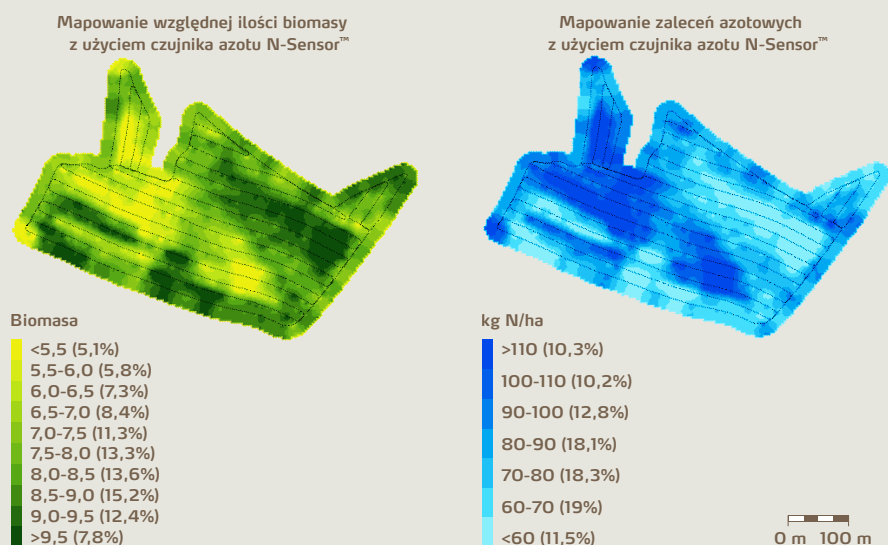 Mapowanie względnej ilości biomasy
z użyciem czujnika azotu N-Sensor™
Mapowanie zaleceń azotowych
z użyciem czujnika azotu N-Sensor™
Biomasa
<5,5 (5,1%)
5,5-6,0 (5,8%)
6,0-6,5 (7,3%)
6,5-7,0 (8,4%)
7,0-7,5 (11,3%)
7,5-8,0 (13,3%)
8,0-8,5 (13,6%)
8,5-9,0 (15,2%)
9,0-9,5 (12,4%)
>9,5 (7,8%)
kg N/ha
>110 (10,3%)
100-110 (10,2%)
90-100 (12,8%)
80-90 (18,1%)
70-80 (18,3%)
60-70 (19%)
<60 (11,5%)
0 m 100 m